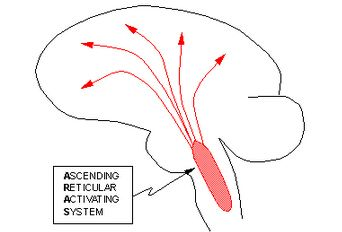 ASCENDING
RETICULAR
ACTIVATING
SYSTEM